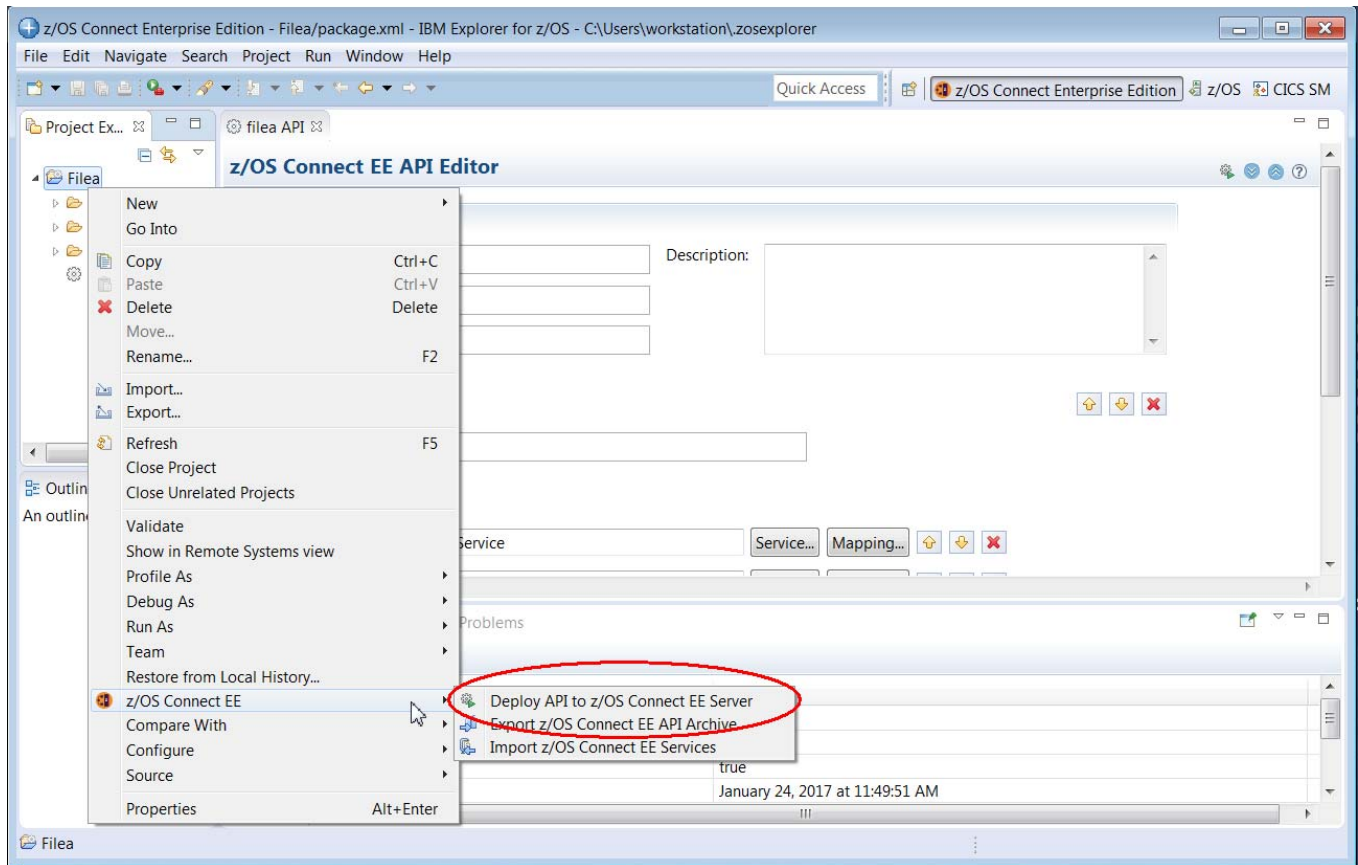 z/OS Connect Enterprise Edition - Filea/package.xml - IBM Explorer for z/OS - C:\Users\workstation\.zosexplorer
File Edit Navigate Search Project Run Window Help
Quick Access z/OS Connect Enterprise Edition z/OS CICS SM
Project Ex... filea API
z/OS Connect EE API Editor
Filea
New
Go Into
Copy Ctrl+C
Paste Ctrl+V
Delete Delete
Move...
Rename... F2
Import...
Export...
Refresh F5
Close Project
Close Unrelated Projects
Validate
Show in Remote Systems view
Profile As
Debug As
Run As
Team
Restore from Local History...
z/OS Connect EE
Compare With
Configure
Source
Properties Alt+Enter
Deploy API to z/OS Connect EE Server
Export z/OS Connect EE API Archive
Import z/OS Connect EE Services
Description:
Service Service... Mapping...
Outlin
An outline
Problems
true
January 24, 2017 at 11:49:51 AM
Filea